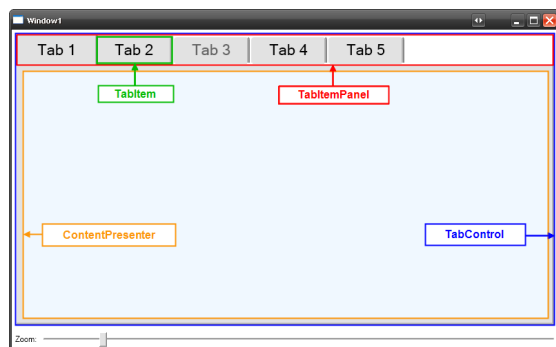 Window1
Tab 1 Tab 2 Tab 3 Tab 4 Tab 5
TabItem TabItemPanel
ContentPresenter TabControl
Zoom: